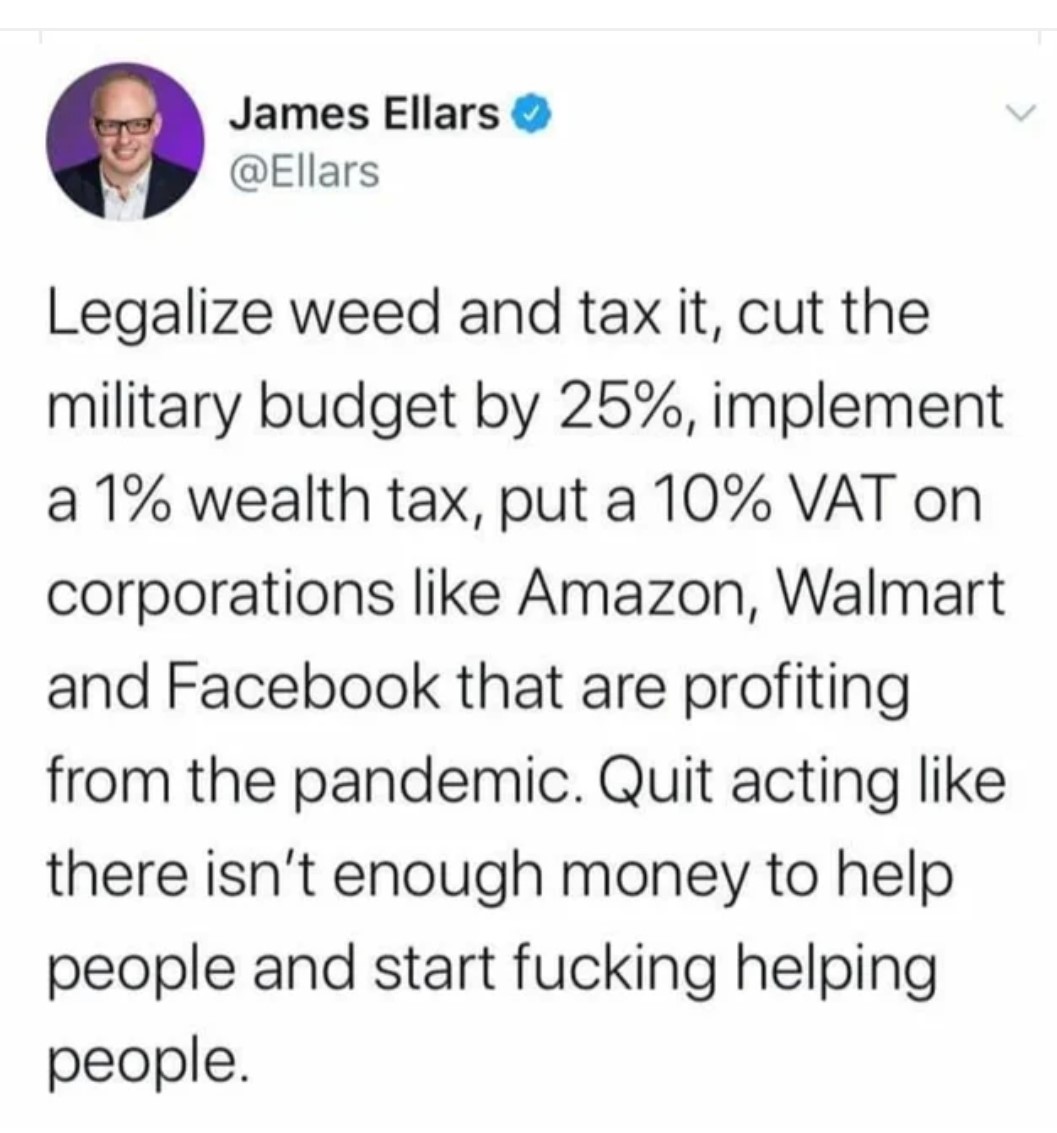 James Ellars
@Ellars
Legalize weed and tax it, cut the
military budget by 25%, implement
a 1% wealth tax, put a 10% VAT on
corporations like Amazon, Walmart
and Facebook that are profiting
from the pandemic. Quit acting like
there isn't enough money to help
people and start fucking helping
people.